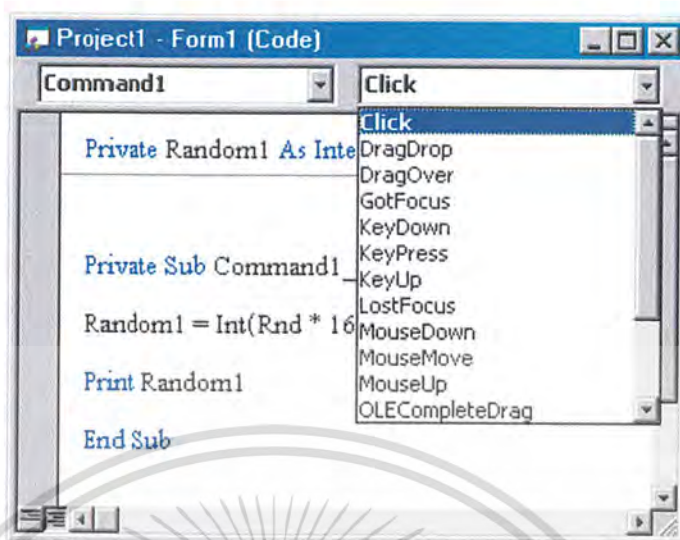 Project1 - Form1 (Code)
Command1
Click
Click
DragDrop
DragOver
GotFocus
KeyDown
KeyPress
KeyUp
LostFocus
MouseDown
MouseMove
MouseUp
OLECompleteDrag
Private Random1 As Inte
Private Sub Command1_
Random1 = Int(Rnd * 16
Print Random1
End Sub